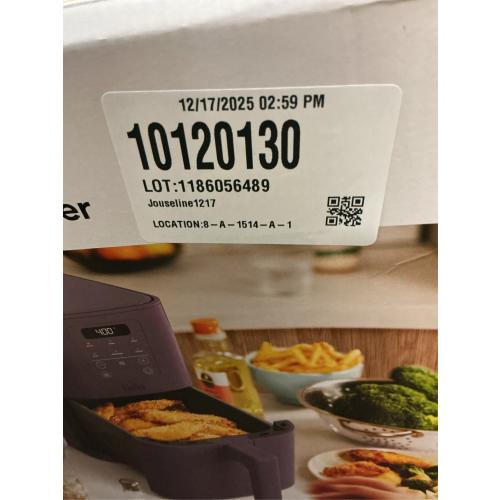 12/17/2025 02:59 PM
10120130
LOT:1186056489
Jouseline1217
LOCATION:8-A-1514-A-1
er
400°